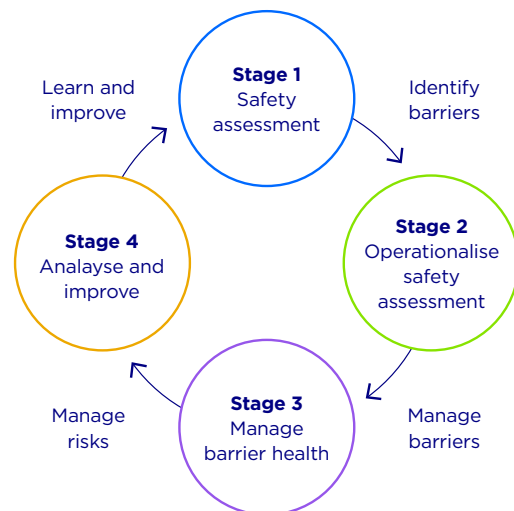 Stage 1
Safety
assessment
Identify
barriers
Stage 2
Operationalise
safety
assessment
Manage
barriers
Stage 3
Manage
barrier health
Manage
risks
Stage 4
Analayse and
improve
Learn and
improve